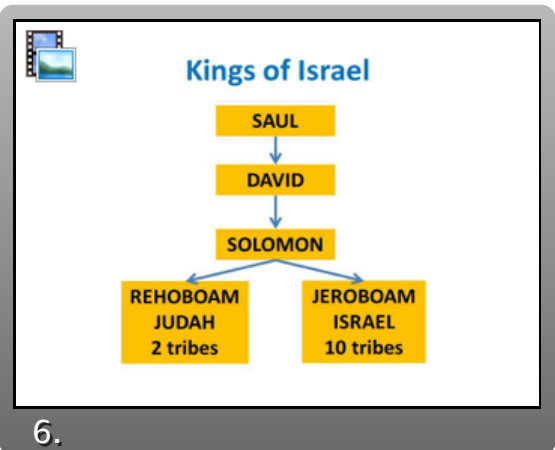 Kings of Israel
SAUL
DAVID
SOLOMON
REHOBOAM
JUDAH
2 tribes
JEROBOAM
ISRAEL
10 tribes
6.